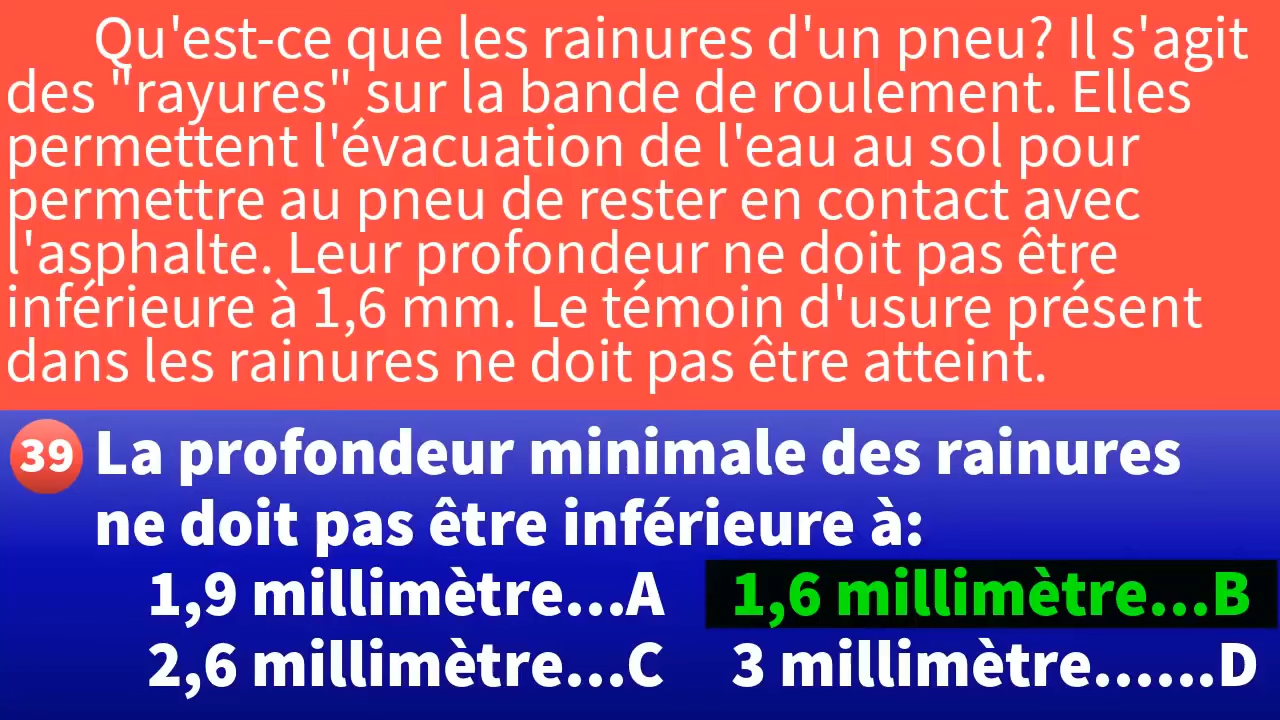 Qu'est-ce que les rainures d'un pneu? Il s'agit
des "rayures" sur la bande de roulement. Elles
permettent l'évacuation de l'eau au sol pour
permettre au pneu de rester en contact avec
l'asphalte. Leur profondeur ne doit pas être
inférieure à 1,6 mm. Le témoin d'usure présent
dans les rainures ne doit pas être atteint.
39 La profondeur minimale des rainures
ne doit pas être inférieure à:
1,9 millimètre...A 1,6 millimètre...B
2,6 millimètre...C 3 millimètre......D